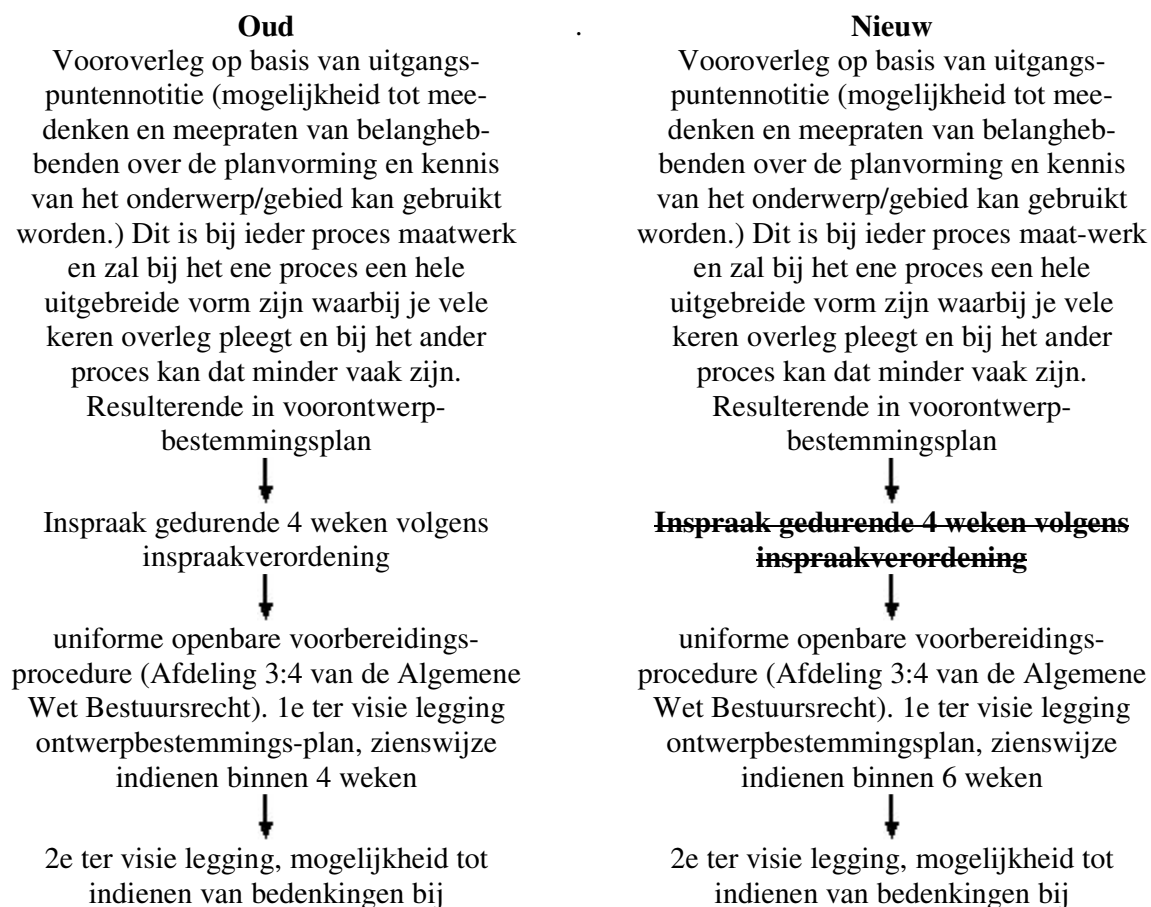 Oud
Vooroverleg op basis van uitgangs-
puntennotitie (mogelijkheid tot mee-
denken en meepraten van belangheb-
benden over de planvorming en kennis
van het onderwerp/gebied kan gebruikt
worden.) Dit is bij ieder proces maatwerk
en zal bij het ene proces een hele
uitgebreide vorm zijn waarbij je vele
keren overleg pleegt en bij het ander
proces kan dat minder vaak zijn.
Resulterende in voorontwerp-
bestemmingsplan
Inspraak gedurende 4 weken volgens
inspraakverordening
uniforme openbare voorbereidings-
procedure (Afdeling 3:4 van de Algemene
Wet Bestuursrecht). 1e ter visie legging
ontwerpbestemmings-plan, zienswijze
indienen binnen 4 weken
2e ter visie legging, mogelijkheid tot
indienen van bedenkingen bij
.
Nieuw
Vooroverleg op basis van uitgangs-
puntennotitie (mogelijkheid tot mee-
denken en meepraten van belangheb-
benden over de planvorming en kennis
van het onderwerp/gebied kan gebruikt
worden.) Dit is bij ieder proces maat-werk
en zal bij het ene proces een hele
uitgebreide vorm zijn waarbij je vele
keren overleg pleegt en bij het ander
proces kan dat minder vaak zijn.
Resulterende in voorontwerp-
bestemmingsplan
Inspraak gedurende 4 weken volgens
inspraakverordening
uniforme openbare voorbereidings-
procedure (Afdeling 3:4 van de Algemene
Wet Bestuursrecht). 1e ter visie legging
ontwerpbestemmingsplan, zienswijze
indienen binnen 6 weken
2e ter visie legging, mogelijkheid tot
indienen van bedenkingen bij